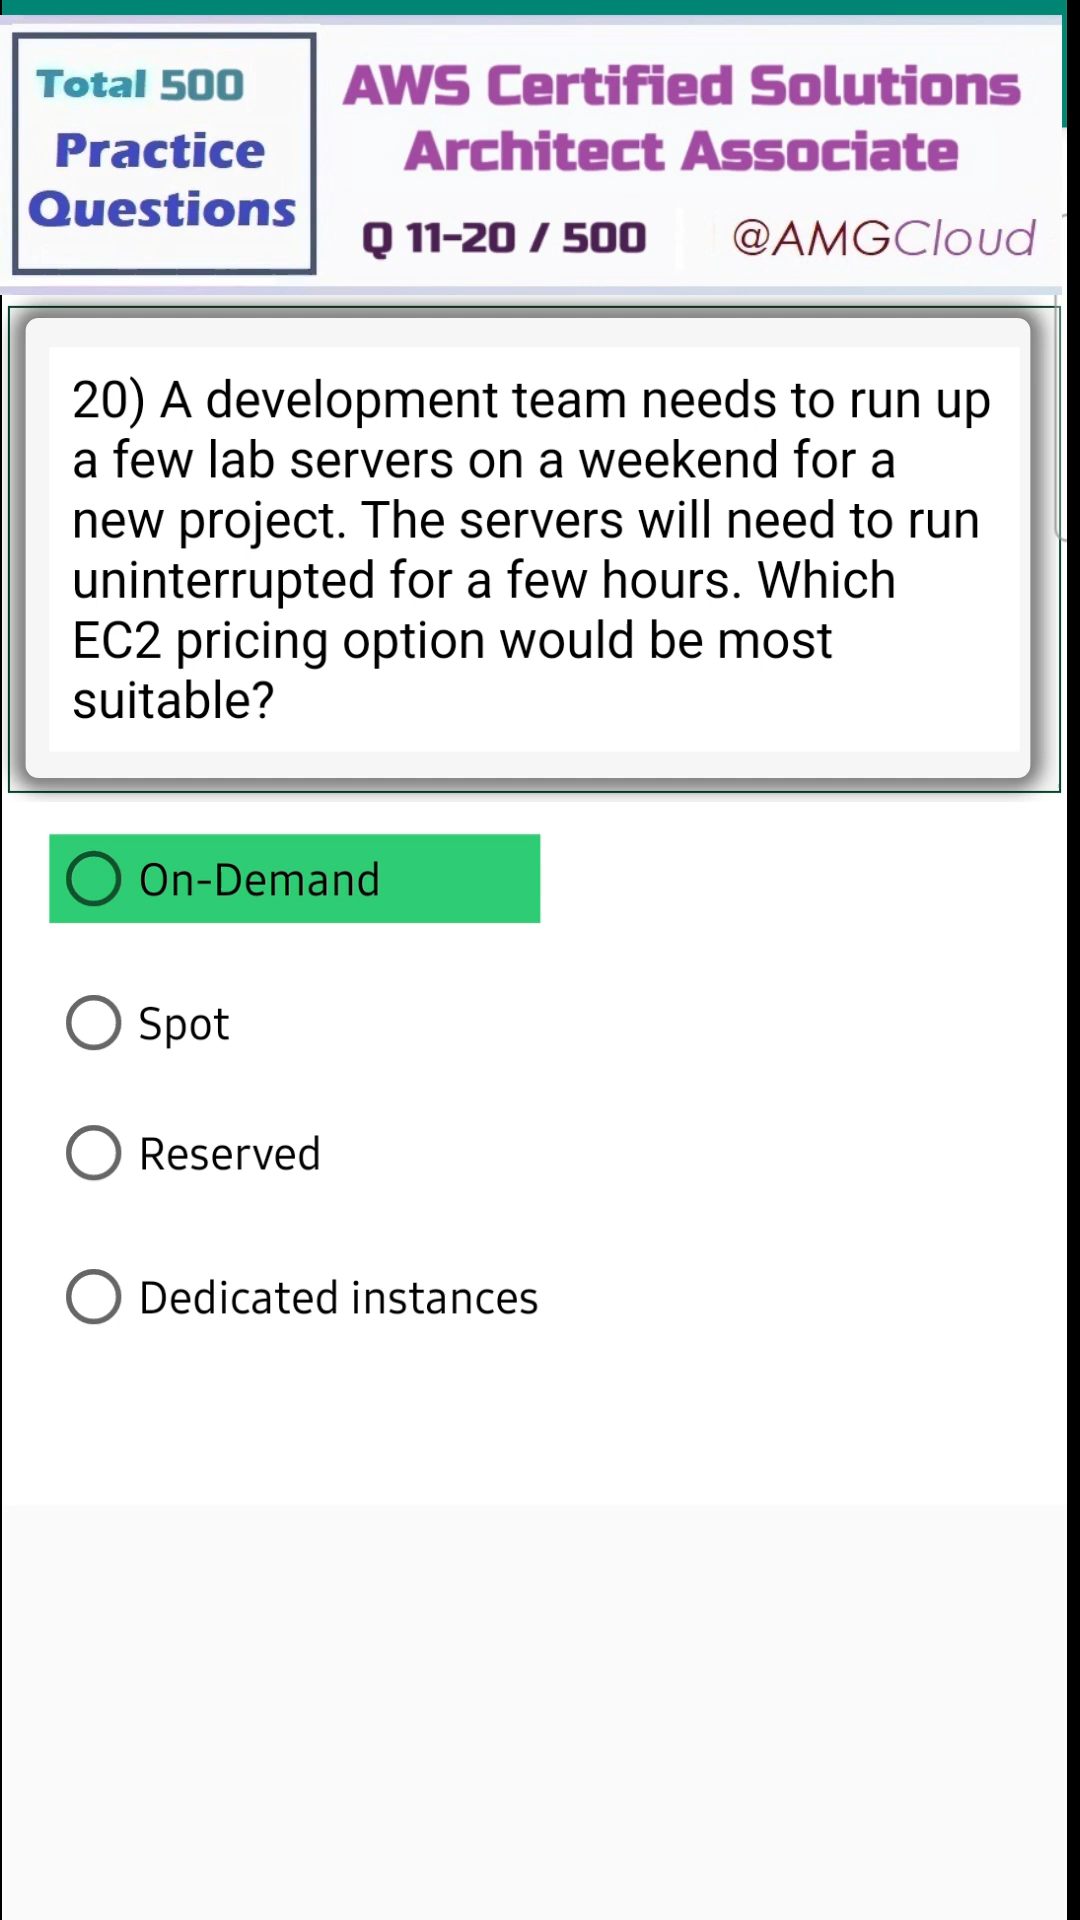 Total 500
Practice
Questions
AWS Certified Solutions
Architect Associate
Q 11-20 / 500
@AMGCloud
20) A development team needs to run up
a few lab servers on a weekend for a
new project. The servers will need to run
uninterrupted for a few hours. Which
EC2 pricing option would be most
suitable?
On-Demand
Spot
Reserved
Dedicated instances